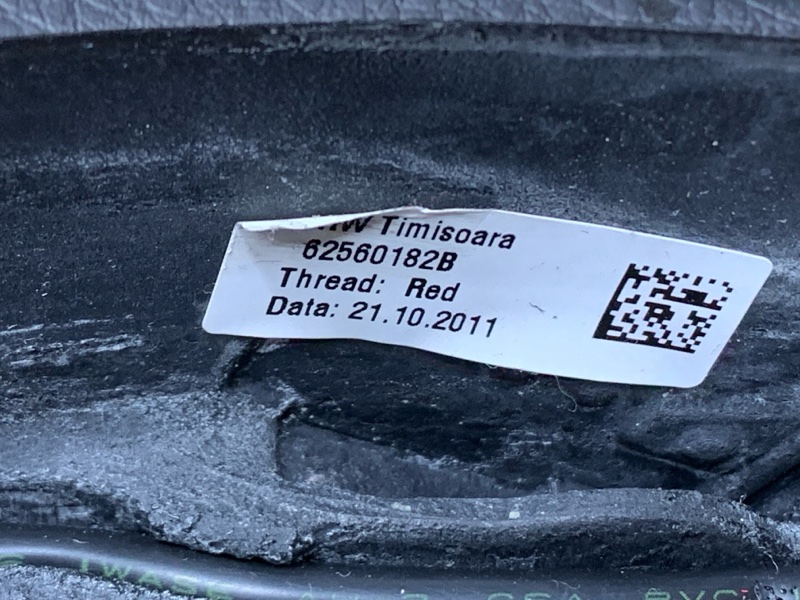 Timisoara
62560182B
Thread: Red
Data: 21.10.2011